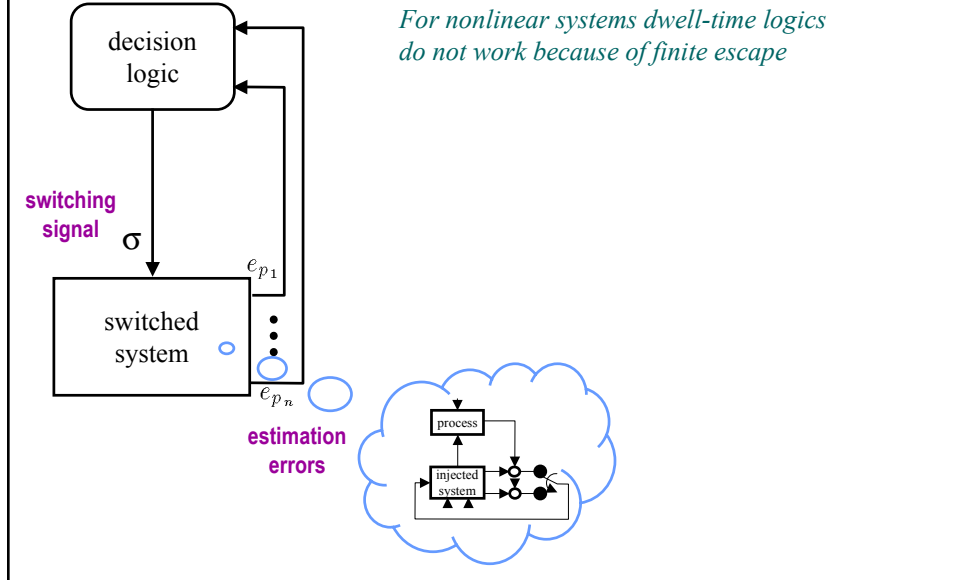 For nonlinear systems dwell-time logics
do not work because of finite escape
decision
logic
switching
signal
σ
e_{p_1}
switched
system
e_{p_n}
estimation
errors
process
injected
system